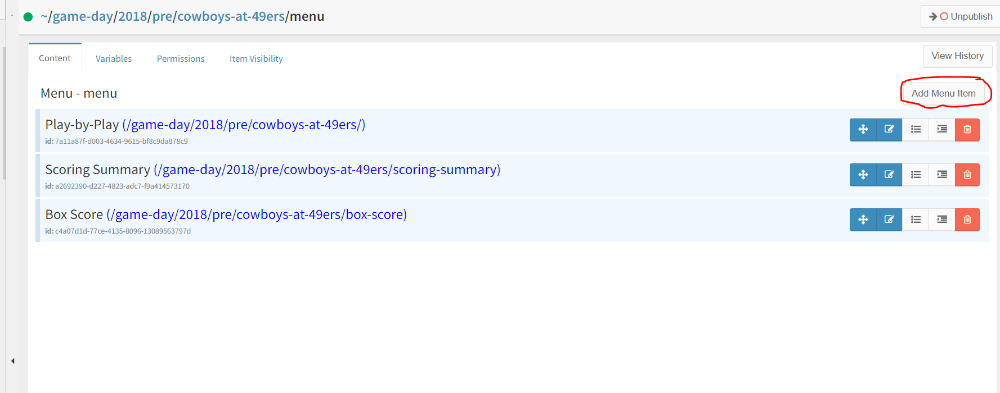 ~/game-day/2018/pre/cowboys-at-49ers/menu
Unpublish
Content Variables Permissions Item Visibility
View History
Menu - menu
Add Menu Item
Play-by-Play (/game-day/2018/pre/cowboys-at-49ers/)
id: 7a11a87f-d003-4634-9615-bf8c9da878c9
Scoring Summary (/game-day/2018/pre/cowboys-at-49ers/scoring-summary)
id: a2692390-d227-4823-adc7-f9a414573170
Box Score (/game-day/2018/pre/cowboys-at-49ers/box-score)
id: c4a07d1d-77ce-4135-8096-13089563797d